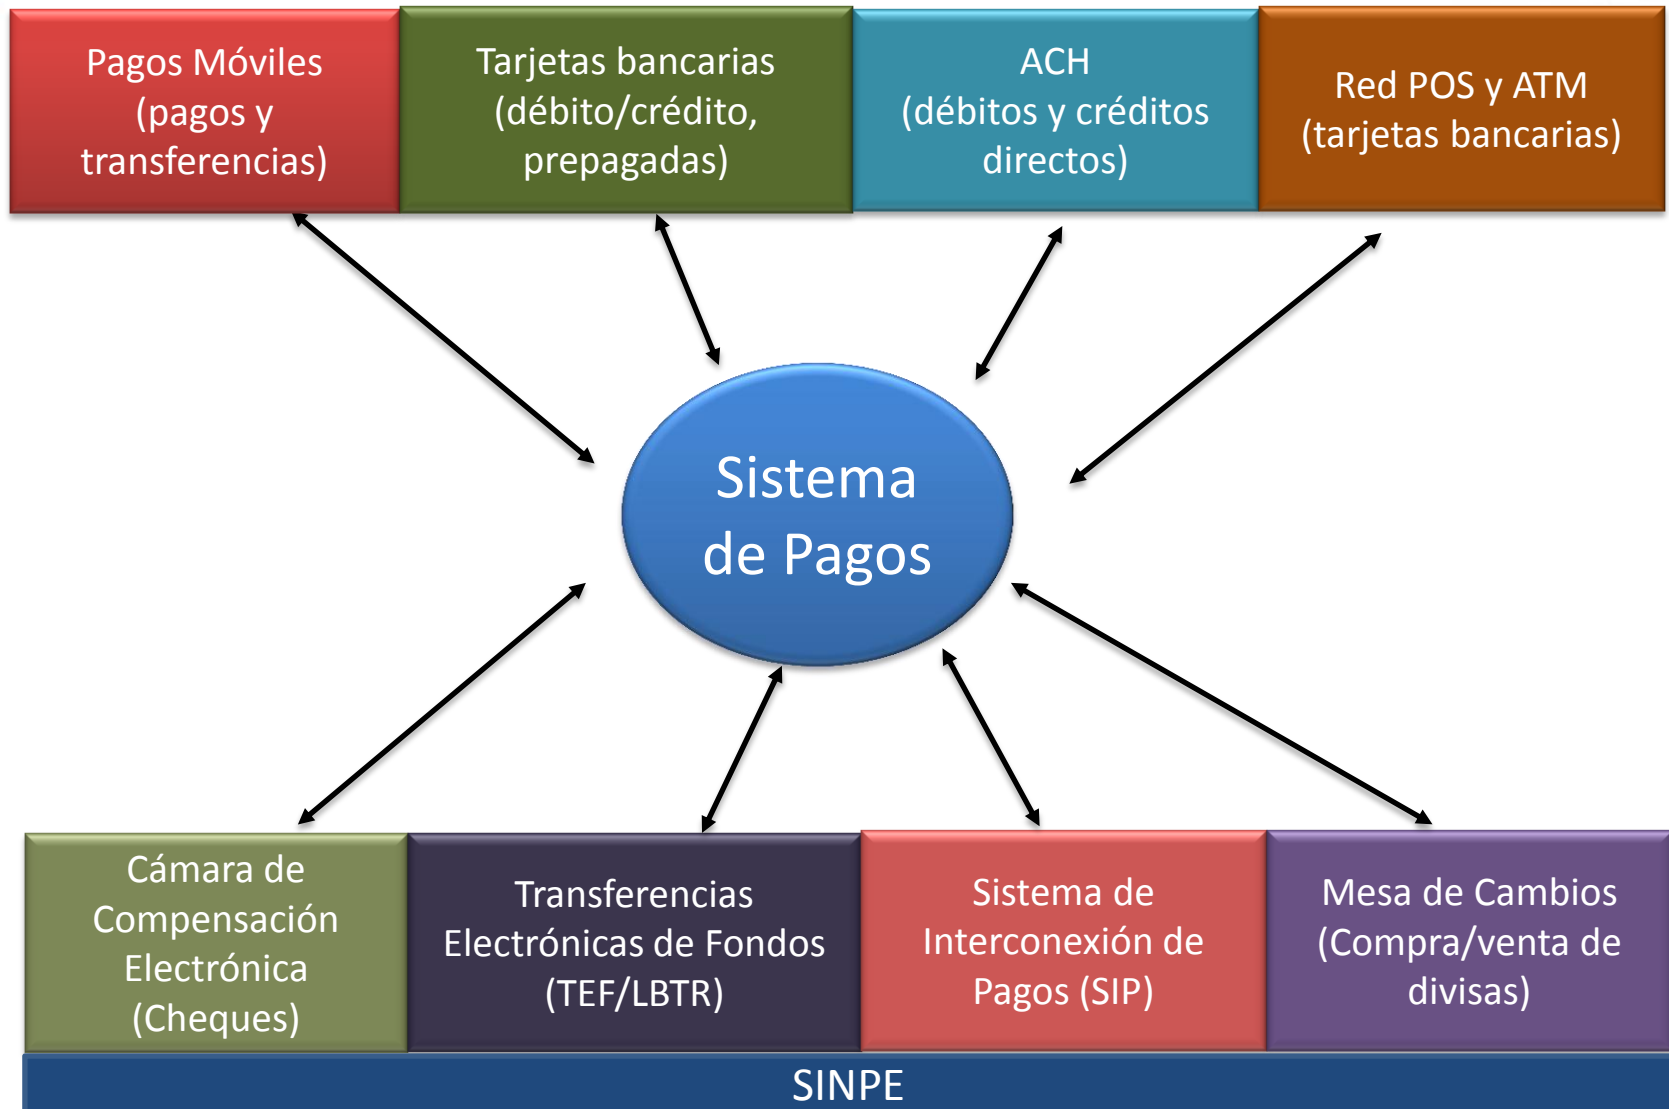 Pagos Móviles
(pagos y
transferencias)
Tarjetas bancarias
(débito/crédito,
prepagadas)
ACH
(débitos y créditos
directos)
Red POS y ATM
(tarjetas bancarias)
Sistema
de Pagos
Cámara de
Compensación
Electrónica
(Cheques)
Transferencias
Electrónicas de Fondos
(TEF/LBTR)
Sistema de
Interconexión de
Pagos (SIP)
Mesa de Cambios
(Compra/venta de
divisas)
SINPE